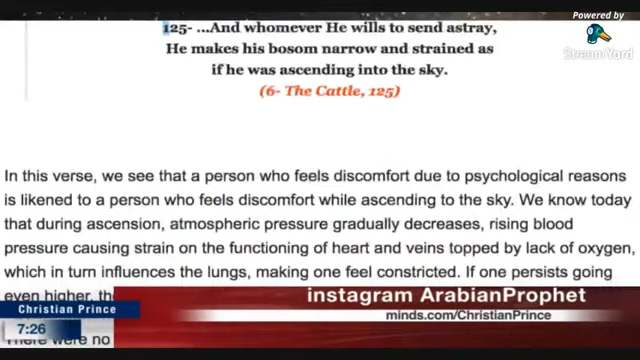 Powered by
StreamYard
125- ...And whomever He wills to send astray,
He makes his bosom narrow and strained as
if he was ascending into the sky.
(6- The Cattle, 125)
In this verse, we see that a person who feels discomfort due to psychological reasons
is likened to a person who feels discomfort while ascending to the sky. We know today
that during ascension, atmospheric pressure gradually decreases, rising blood
pressure causing strain on the functioning of heart and veins topped by lack of oxygen,
which in turn influences the lungs, making one feel constricted. If one persists going
even higher,
There were no
instagram ArabianProphet
minds.com/ChristianPrince
Christian Prince
7:26